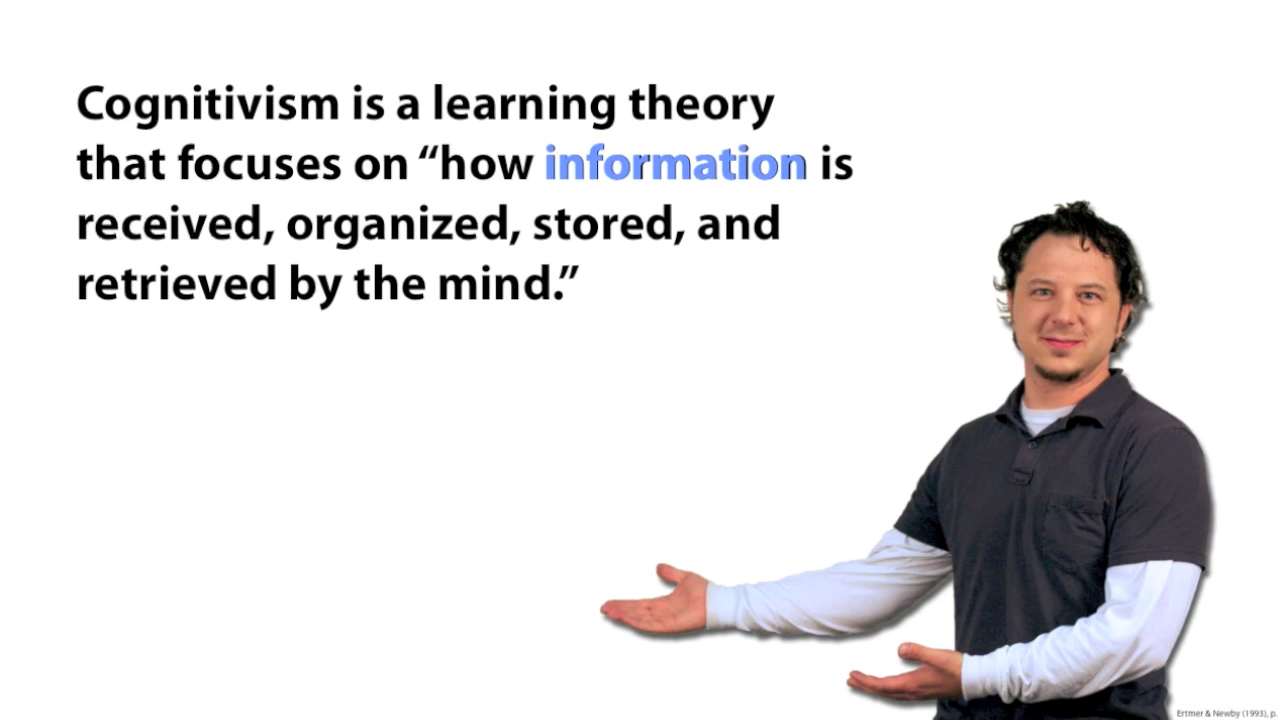 Cognitivism is a learning theory
that focuses on “how information is
received, organized, stored, and
retrieved by the mind.”
Ertmer & Newby (1993), p.